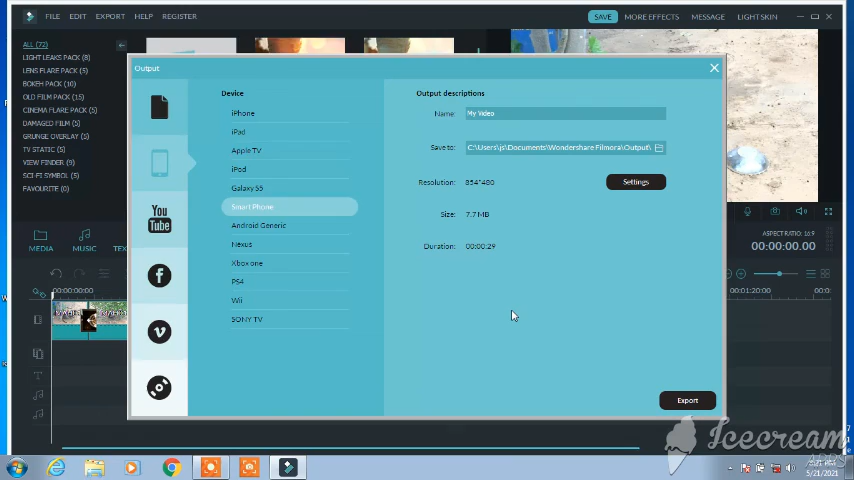 FILE EDIT EXPORT HELP REGISTER SAVE MORE EFFECTS MESSAGE LIGHT SKIN
ALL (72)
LIGHT LEAKS PACK (8)
LENS FLARE PACK (5)
BOKEH PACK (10)
OLD FILM PACK (15)
CINEMA FLARE PACK (5)
DAMAGED FILM (5)
GRUNGE OVERLAY (5)
TV STATIC (5)
VIEW FINDER (9)
SCI-FI SYMBOL (5)
FAVOURITE (0)
MEDIA MUSIC
Output
Device
iPhone
iPad
Apple TV
iPod
Galaxy S5
Smart Phone
Android Generic
Nexus
Xbox one
PS4
Wii
SONY TV
You
Tube
Output descriptions
Name: My Video
Save to: C:\Users\js\Documents\Wondershare Filmora\Output\
Resolution: 854*480
Settings
Size: 7.7 MB
Duration: 00:00:29
Export
ASPECT RATIO: 16:9
00:00:00.00
00:00:00:00
00:01:20:00
Icecream
APPS
5/21/2021